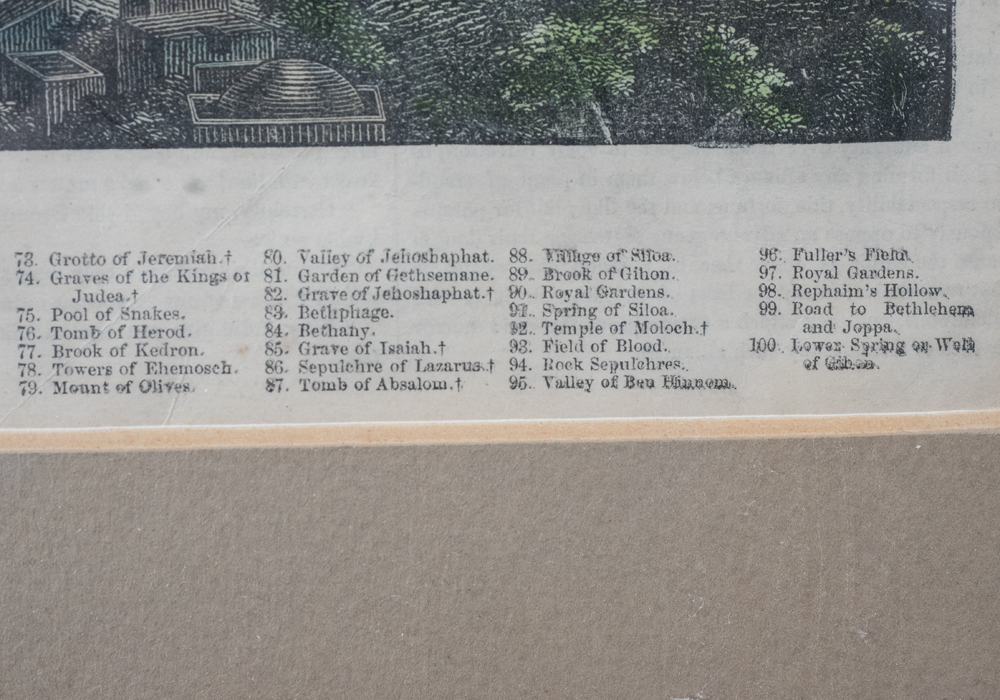 73. Grotto of Jeremiah.†
74. Graves of the Kings of
Judea.†
75. Pool of Snakes.
76. Tomb of Herod.
77. Brook of Kedron.
78. Towers of Ehemosch.
79. Mount of Olives.
80. Valley of Jehoshaphat.
81. Garden of Gethsemane.
82. Grave of Jehoshaphat.†
83. Bethphage.
84. Bethany.
85. Grave of Isaiah.†
86. Sepulchre of Lazarus.†
87. Tomb of Absalom.†
88. Village of Siloa.
89. Brook of Gihon.
90. Royal Gardens.
91. Spring of Siloa.
92. Temple of Moloch.†
93. Field of Blood.
94. Rock Sepulchres.
95. Valley of Ben Hinnom.
96. Fuller's Field.
97. Royal Gardens.
98. Rephaim's Hollow.
99. Road to Bethlehem
and Joppa.
100. Lower Spring or Well
of Gihon.